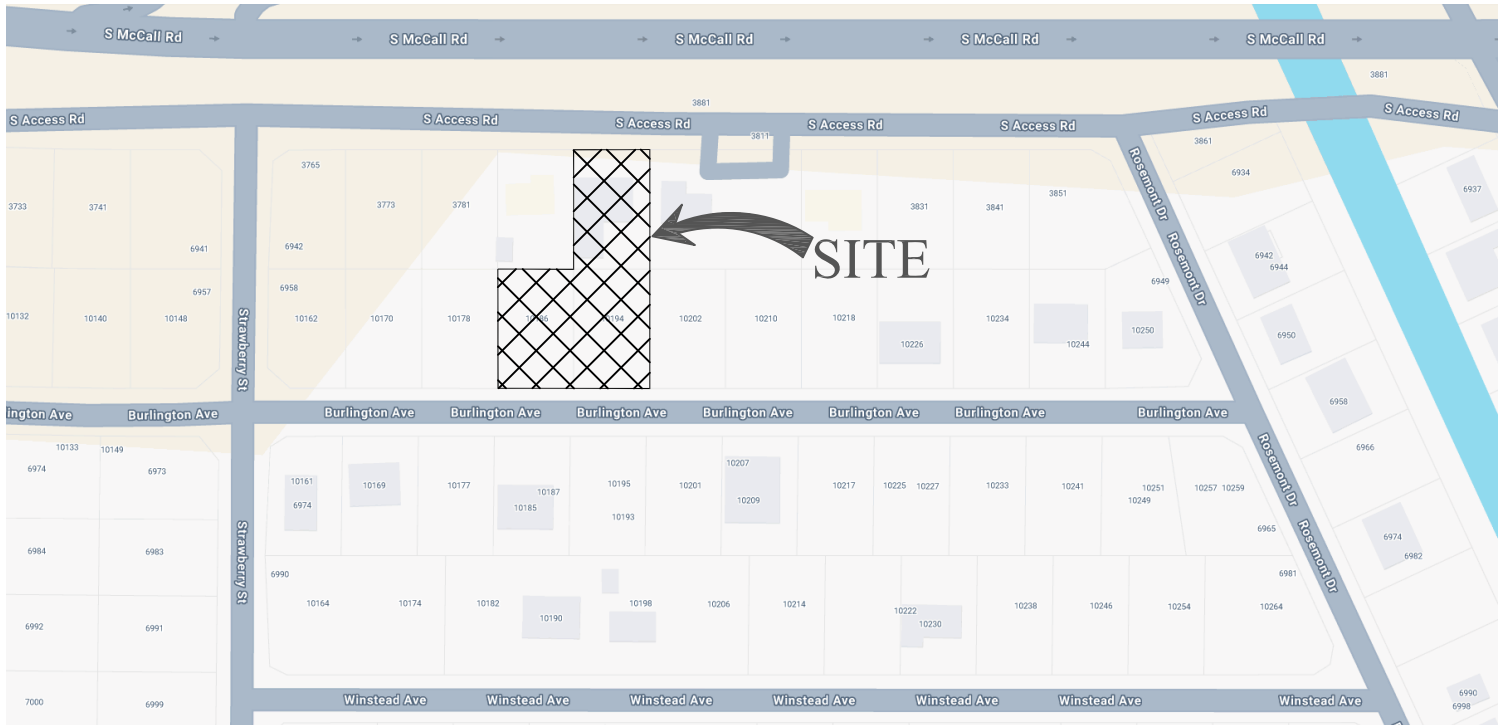 S McCall Rd
S McCall Rd
S McCall Rd
S McCall Rd
S McCall Rd
3881
3881
S Access Rd
S Access Rd
S Access Rd
S Access Rd
S Access Rd
S Access Rd
S Access Rd
3811
3861
3765
6934
6937
3733
3741
3773
3781
3831
3841
3851
Rosemont Dr
Rosemont Dr
6941
6942
SITE
6942
6944
6957
6958
6949
10132
10140
10148
10162
10170
10178
10202
10210
10218
10226
10234
10244
10250
6950
Strawberry St
6958
Burlington Ave
Burlington Ave
Burlington Ave
Burlington Ave
Burlington Ave
Burlington Ave
Burlington Ave
Burlington Ave
10133
10149
6974
6973
6966
Rosemont Dr
10161
10169
10177
10187
10185
10195
10193
10201
10207
10209
10217
10225
10227
10233
10241
10251
10249
10257
10259
6974
6965
6974
6982
Strawberry St
6984
6983
Rosemont Dr
6990
6981
10164
10174
10182
10190
10198
10206
10214
10222
10230
10238
10246
10254
10264
6992
6991
7000
6999
Winstead Ave
Winstead Ave
Winstead Ave
Winstead Ave
Winstead Ave
Winstead Ave
Winstead Ave
6990
6998